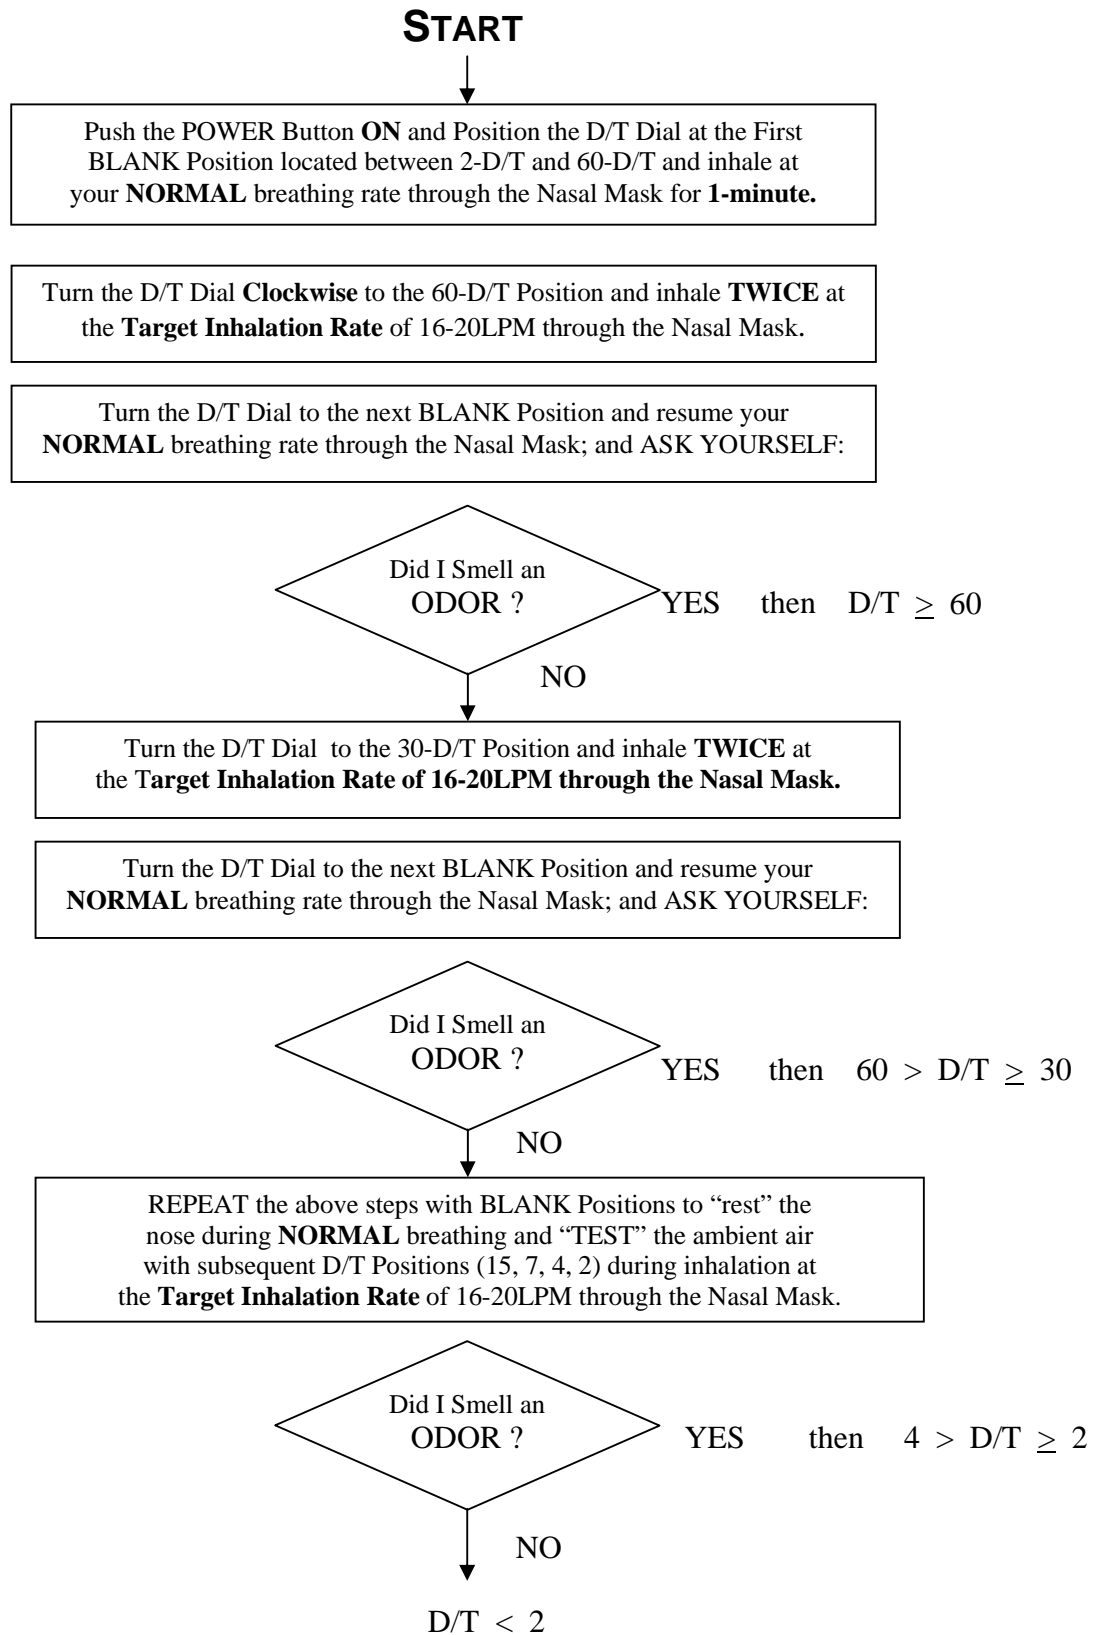 START
Push the POWER Button ON and Position the D/T Dial at the First
BLANK Position located between 2-D/T and 60-D/T and inhale at
your NORMAL breathing rate through the Nasal Mask for 1-minute.
Turn the D/T Dial Clockwise to the 60-D/T Position and inhale TWICE at
the Target Inhalation Rate of 16-20LPM through the Nasal Mask.
Turn the D/T Dial to the next BLANK Position and resume your
NORMAL breathing rate through the Nasal Mask; and ASK YOURSELF:
Did I Smell an
ODOR ?
YES then D/T ≥ 60
NO
Turn the D/T Dial to the 30-D/T Position and inhale TWICE at
the Target Inhalation Rate of 16-20LPM through the Nasal Mask.
Turn the D/T Dial to the next BLANK Position and resume your
NORMAL breathing rate through the Nasal Mask; and ASK YOURSELF:
Did I Smell an
ODOR ?
YES then 60 > D/T ≥ 30
NO
REPEAT the above steps with BLANK Positions to “rest” the
nose during NORMAL breathing and “TEST” the ambient air
with subsequent D/T Positions (15, 7, 4, 2) during inhalation at
the Target Inhalation Rate of 16-20LPM through the Nasal Mask.
Did I Smell an
ODOR ?
YES then 4 > D/T ≥ 2
NO
D/T < 2